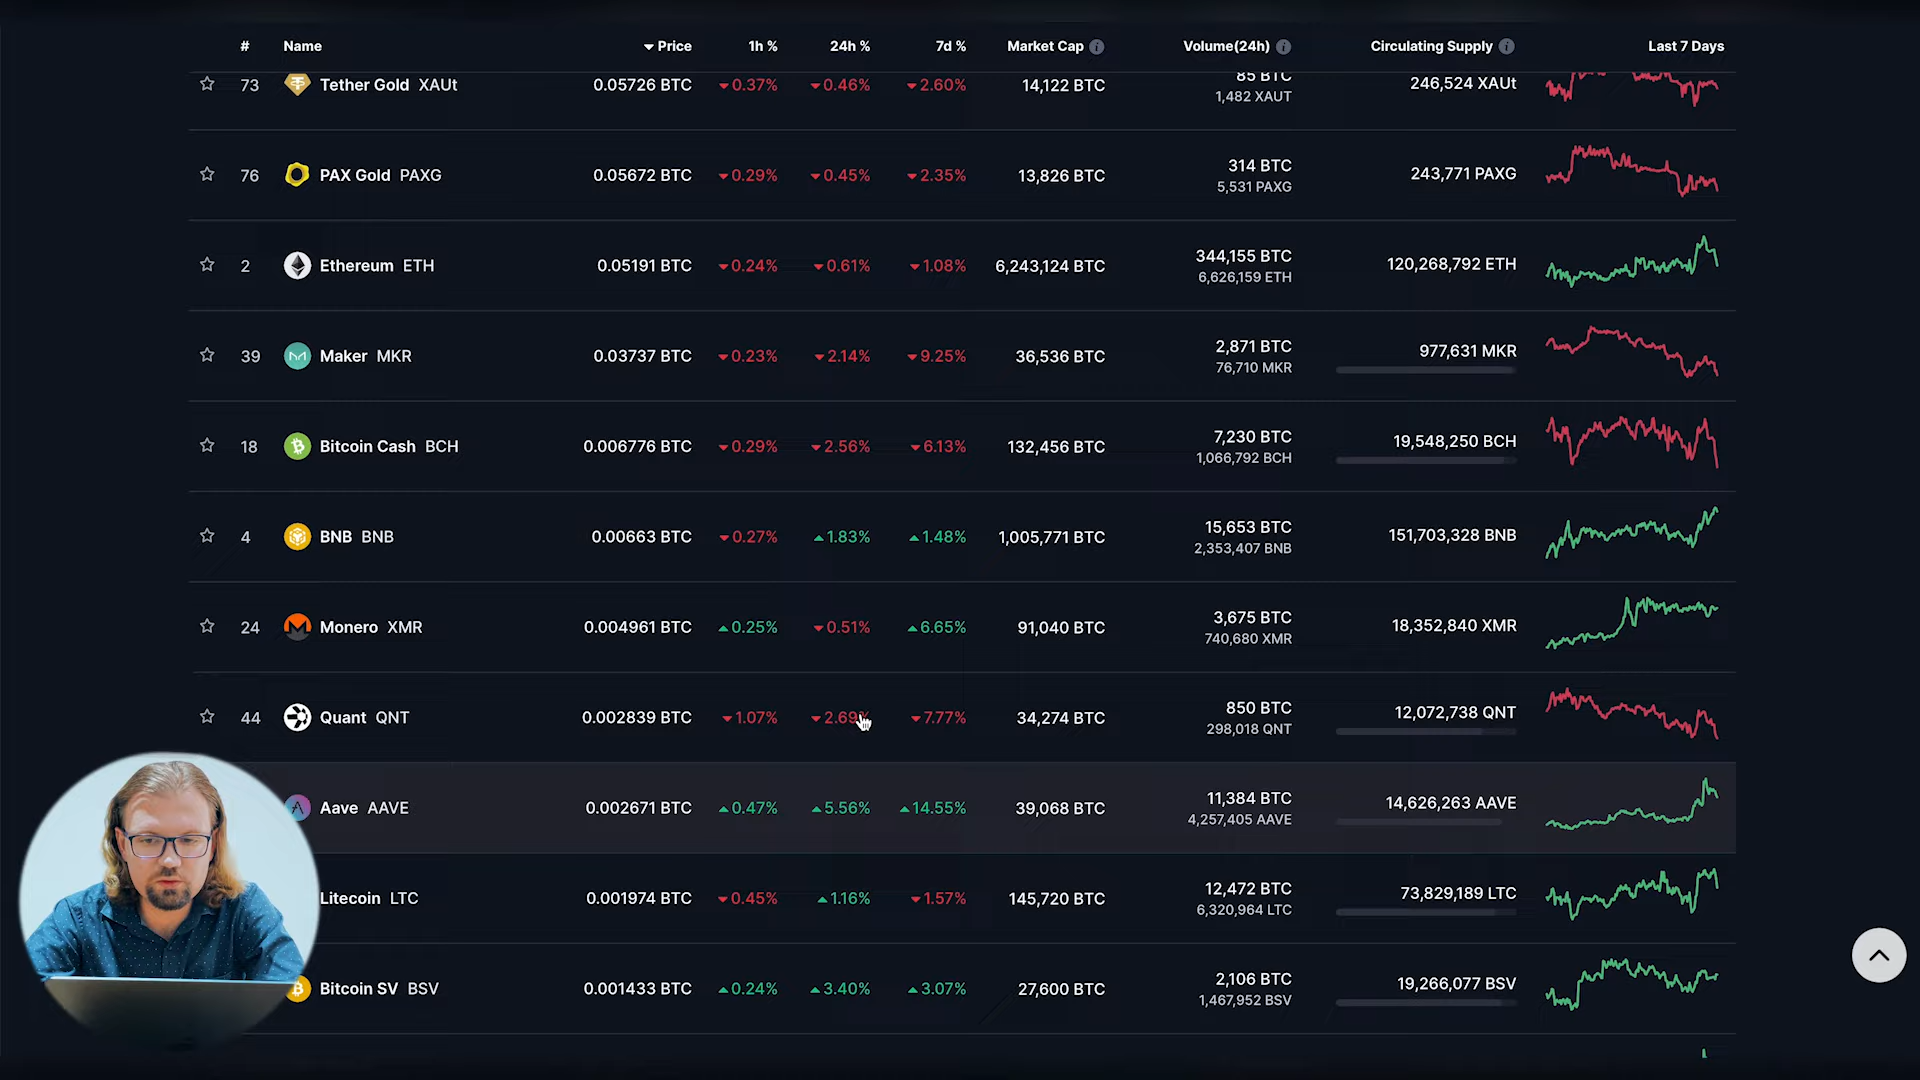 # Name Price 1h % 24h % 7d % Market Cap Volume(24h) Circulating Supply Last 7 Days
73 Tether Gold XAUt 0.05726 BTC 0.37% 0.46% 2.60% 14,122 BTC 85 BTC 246,524 XAUt
1,482 XAUT
76 PAX Gold PAXG 0.05672 BTC 0.29% 0.45% 2.35% 13,826 BTC 314 BTC 243,771 PAXG
5,531 PAXG
2 Ethereum ETH 0.05191 BTC 0.24% 0.61% 1.08% 6,243,124 BTC 344,155 BTC 120,268,792 ETH
6,626,159 ETH
39 Maker MKR 0.03737 BTC 0.23% 2.14% 9.25% 36,536 BTC 2,871 BTC 977,631 MKR
76,710 MKR
18 Bitcoin Cash BCH 0.006776 BTC 0.29% 2.56% 6.13% 132,456 BTC 7,230 BTC 19,548,250 BCH
1,066,792 BCH
4 BNB BNB 0.00663 BTC 0.27% 1.83% 1.48% 1,005,771 BTC 15,653 BTC 151,703,328 BNB
2,353,407 BNB
24 Monero XMR 0.004961 BTC 0.25% 0.51% 6.65% 91,040 BTC 3,675 BTC 18,352,840 XMR
740,680 XMR
44 Quant QNT 0.002839 BTC 1.07% 2.69% 7.77% 34,274 BTC 850 BTC 12,072,738 QNT
298,018 QNT
Aave AAVE 0.002671 BTC 0.47% 5.56% 14.55% 39,068 BTC 11,384 BTC 14,626,263 AAVE
4,257,405 AAVE
Litecoin LTC 0.001974 BTC 0.45% 1.16% 1.57% 145,720 BTC 12,472 BTC 73,829,189 LTC
6,320,964 LTC
Bitcoin SV BSV 0.001433 BTC 0.24% 3.40% 3.07% 27,600 BTC 2,106 BTC 19,266,077 BSV
1,467,952 BSV